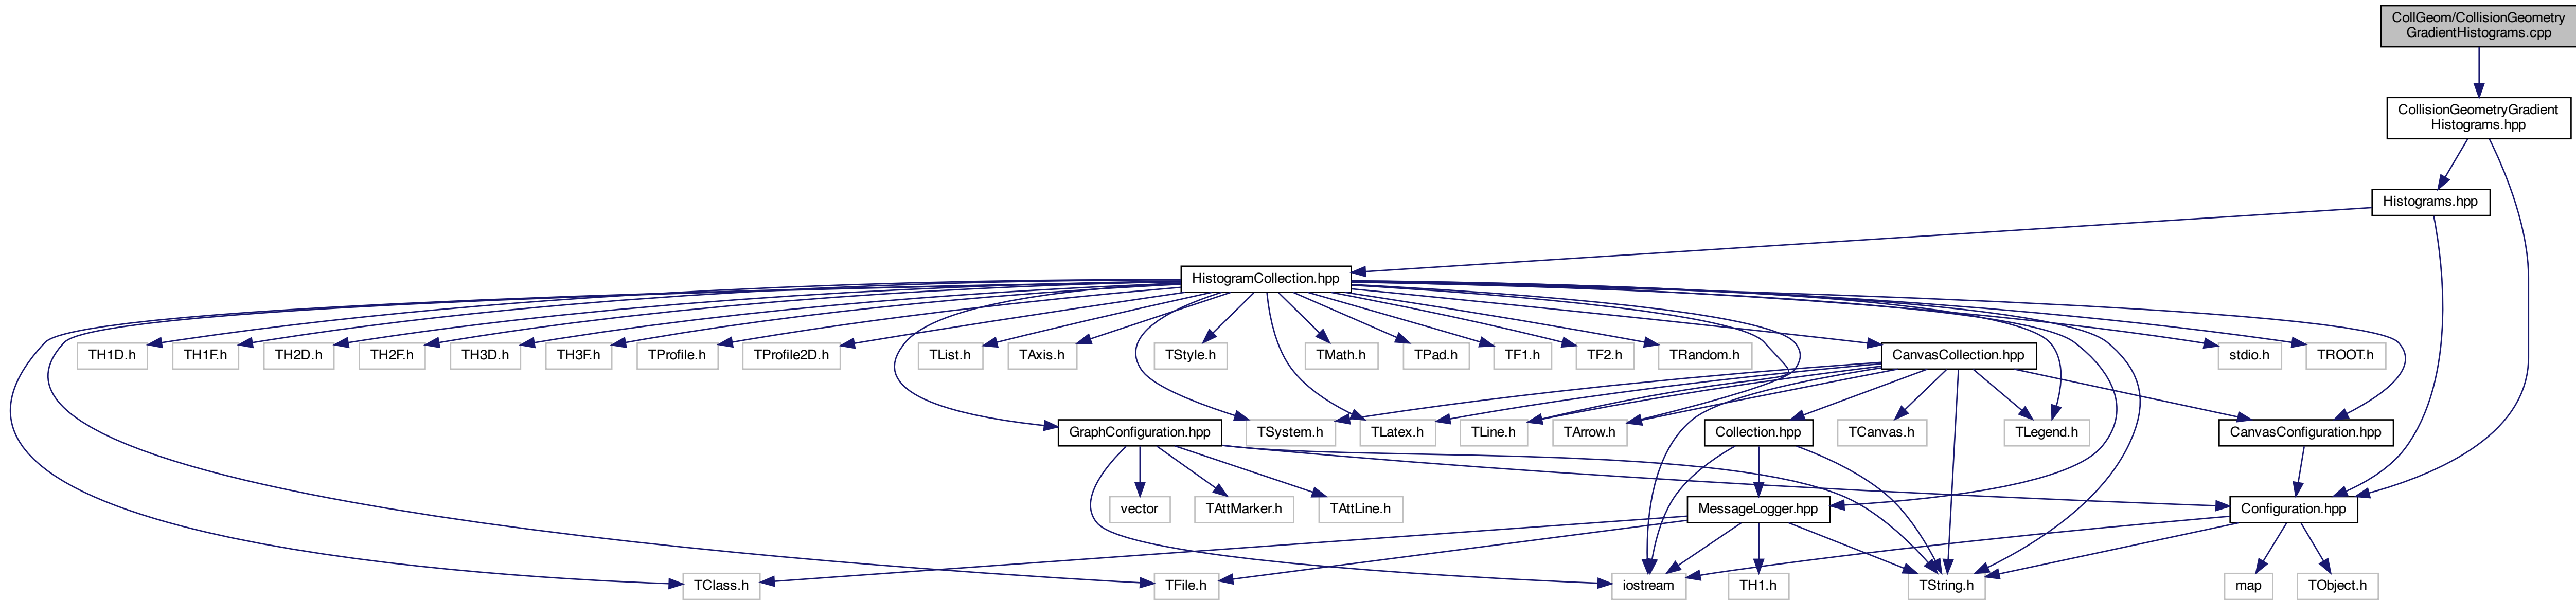 CollGeom/CollisionGeometry
GradientHistograms.cpp
CollisionGeometryGradient
Histograms.hpp
Histograms.hpp
HistogramCollection.hpp
TH1D.h
TH1F.h
TH2D.h
TH2F.h
TH3D.h
TH3F.h
TProfile.h
TProfile2D.h
TList.h
TAxis.h
TStyle.h
TMath.h
TPad.h
TF1.h
TF2.h
TRandom.h
CanvasCollection.hpp
stdio.h
TROOT.h
GraphConfiguration.hpp
TSystem.h
TLatex.h
TLine.h
TArrow.h
Collection.hpp
TCanvas.h
TLegend.h
CanvasConfiguration.hpp
vector
TAttMarker.h
TAttLine.h
MessageLogger.hpp
Configuration.hpp
TClass.h
TFile.h
iostream
TH1.h
TString.h
map
TObject.h